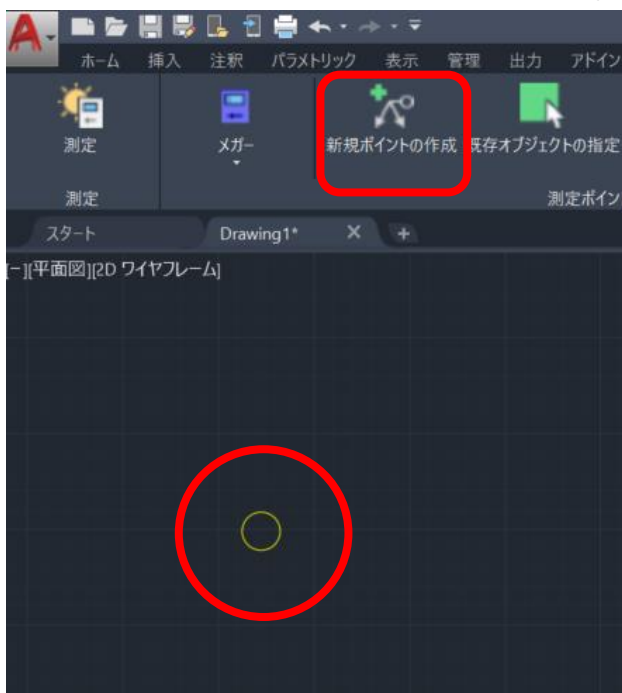 A
ホーム 挿入 注釈 パラメトリック 表示 管理 出力 アドイン
測定 メガー 新規ポイントの作成 既存オブジェクトの指定
測定 測定ポイン
スタート Drawing1* × +
[-][平面図][2D ワイヤフレーム]